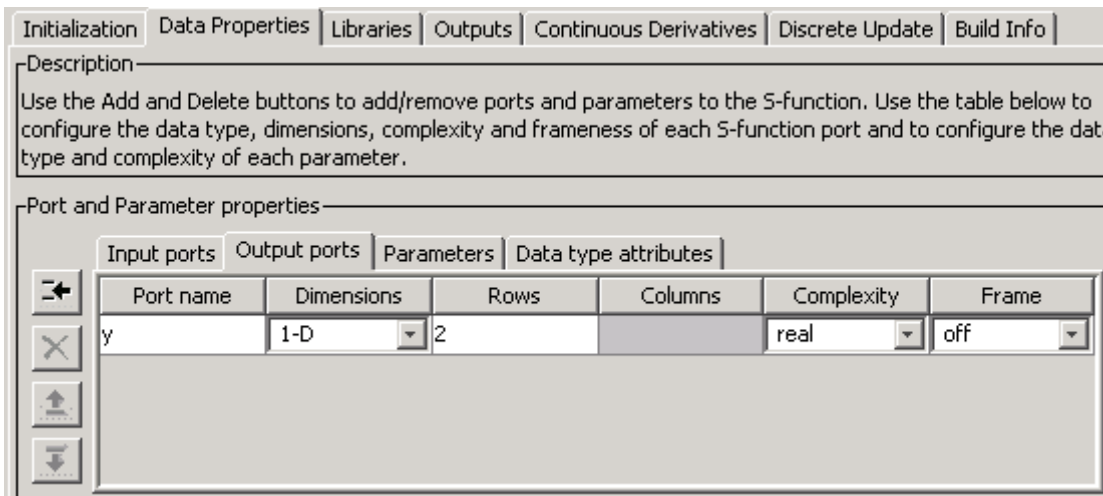 Initialization Data Properties Libraries Outputs Continuous Derivatives Discrete Update Build Info
Description
Use the Add and Delete buttons to add/remove ports and parameters to the S-function. Use the table below to
configure the data type, dimensions, complexity and frameness of each S-function port and to configure the dat
type and complexity of each parameter.
Port and Parameter properties
Input ports Output ports Parameters Data type attributes
Port name Dimensions Rows Columns Complexity Frame
y 1-D 2 real off